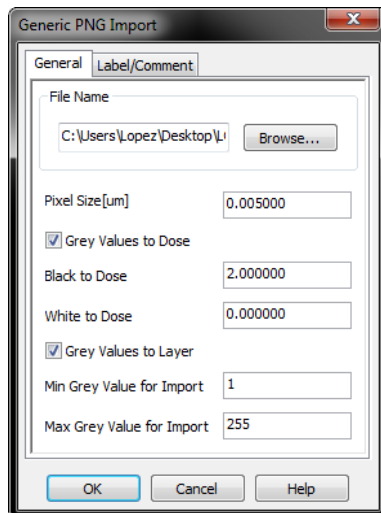 Generic PNG Import
General Label/Comment
File Name
C:\Users\Lopez\Desktop\L Browse...
Pixel Size[um] 0.005000
Grey Values to Dose
Black to Dose 2.000000
White to Dose 0.000000
Grey Values to Layer
Min Grey Value for Import 1
Max Grey Value for Import 255
OK Cancel Help